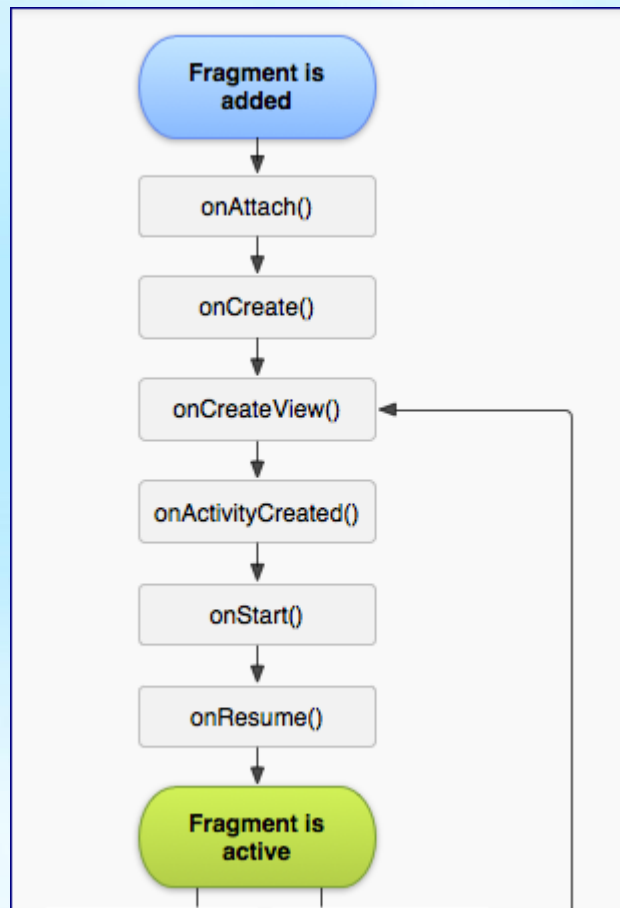 Fragment is
added
onAttach()
onCreate()
onCreateView()
onActivityCreated()
onStart()
onResume()
Fragment is
active